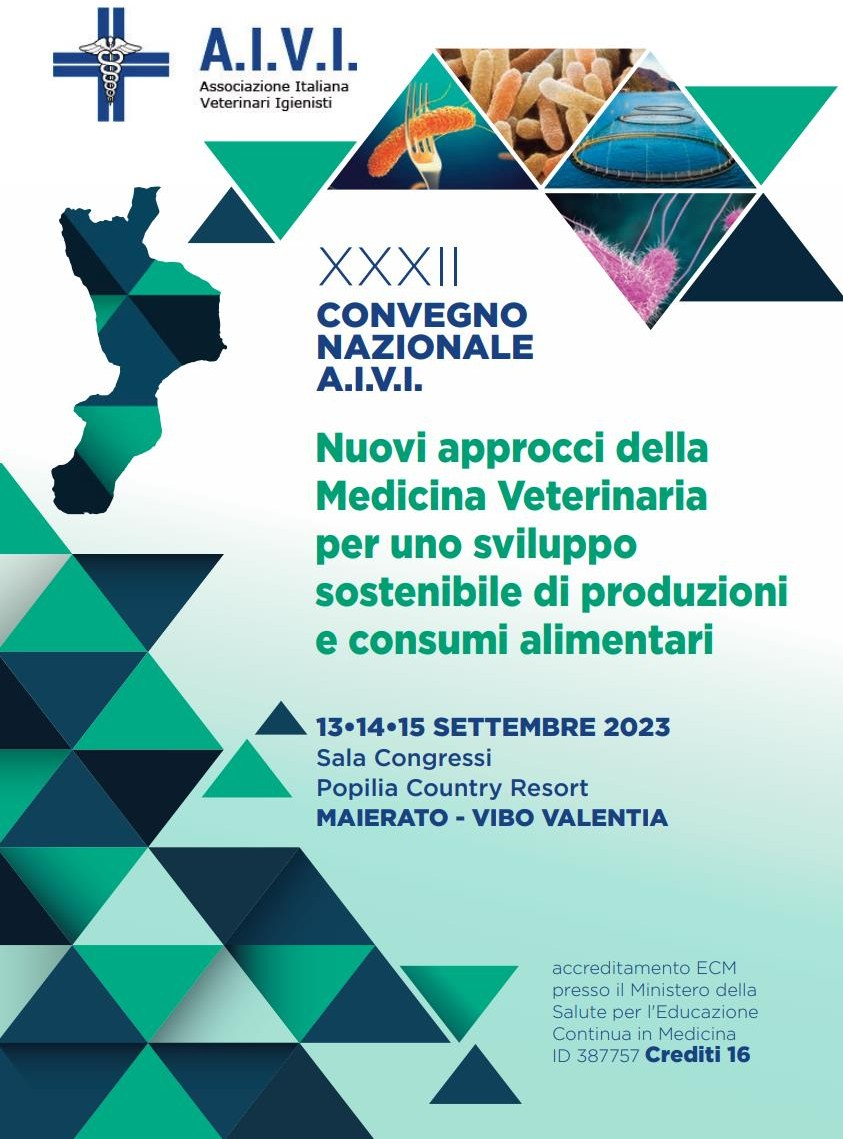 A.I.V.I.
Associazione Italiana
Veterinari Igienisti
XXXII
CONVEGNO
NAZIONALE
A.I.V.I.
Nuovi approcci della
Medicina Veterinaria
per uno sviluppo
sostenibile di produzioni
e consumi alimentari
13•14•15 SETTEMBRE 2023
Sala Congressi
Popilia Country Resort
MAIERATO - VIBO VALENTIA
accreditamento ECM
presso il Ministero della
Salute per l'Educazione
Continua in Medicina
ID 387757 Crediti 16